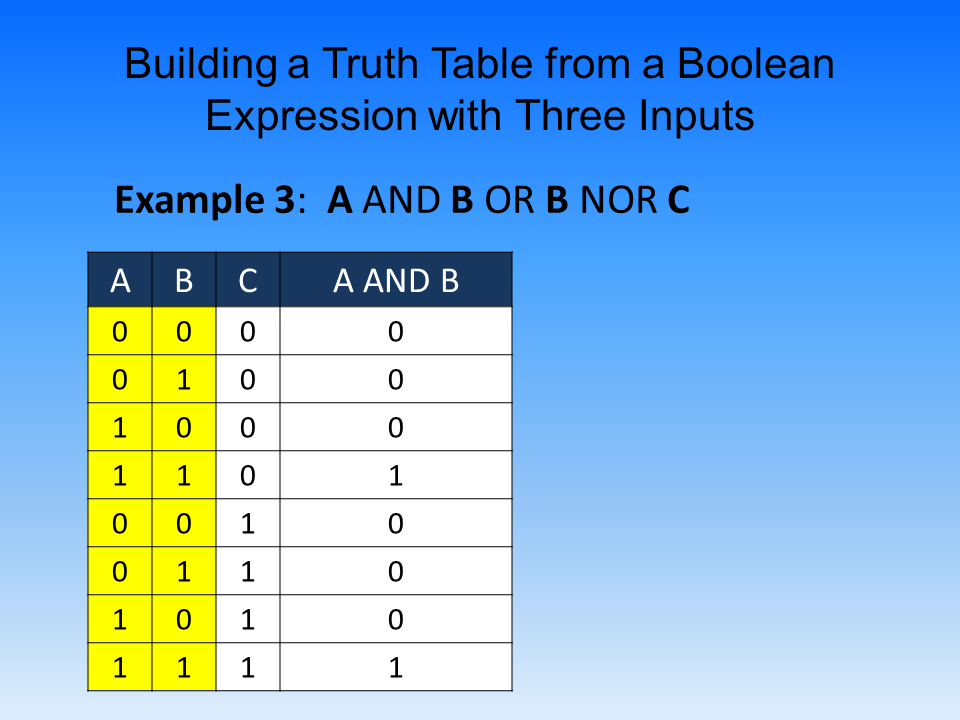 Building a Truth Table from a Boolean
Expression with Three Inputs
Example 3: A AND B OR B NOR C
A B C A AND B
0 0 0 0
0 1 0 0
1 0 0 0
1 1 0 1
0 0 1 0
0 1 1 0
1 0 1 0
1 1 1 1